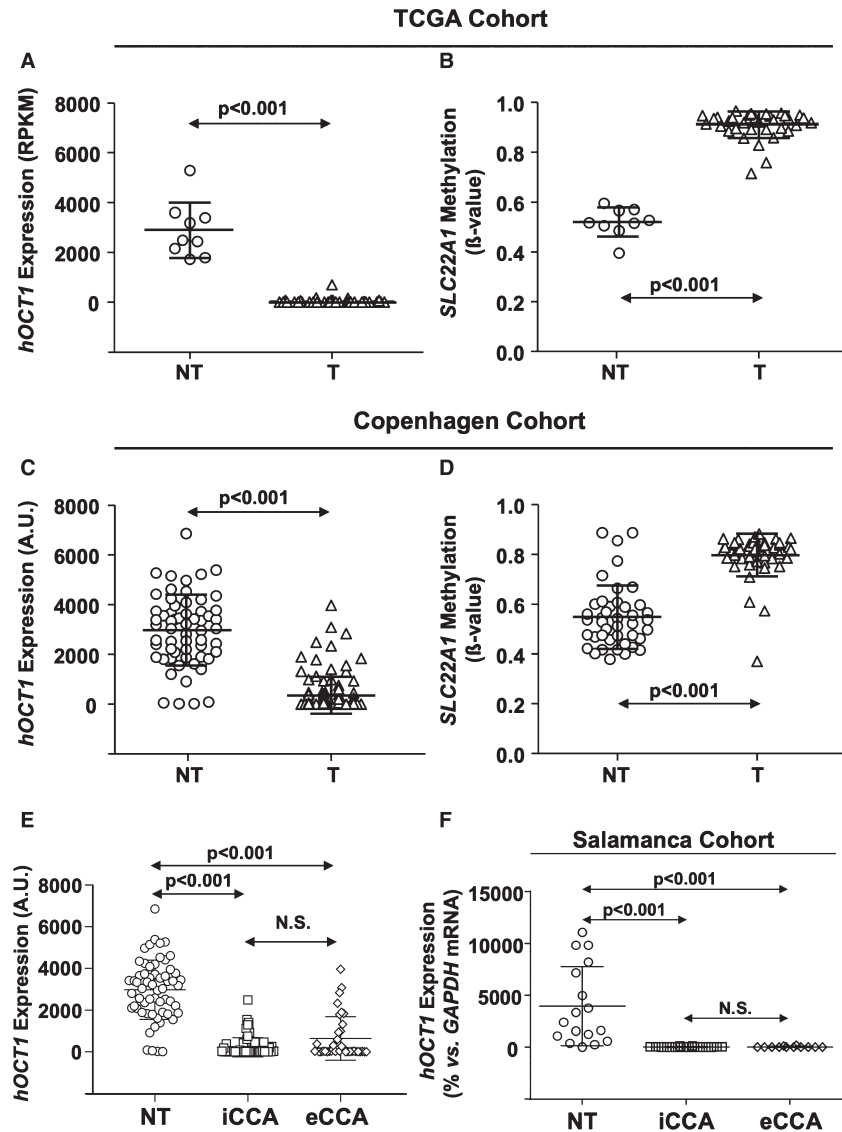 TCGA Cohort
A
hOCT1 Expression (RPKM)
8000
6000
4000
2000
0
p<0.001
NT
T
B
SLC22A1 Methylation
(ß-value)
1.0
0.8
0.6
0.4
0.2
0.0
p<0.001
NT
T
Copenhagen Cohort
C
hOCT1 Expression (A.U.)
8000
6000
4000
2000
0
p<0.001
NT
T
D
SLC22A1 Methylation
(ß-value)
1.0
0.8
0.6
0.4
0.2
0.0
p<0.001
NT
T
E
hOCT1 Expression (A.U.)
8000
6000
4000
2000
0
p<0.001
p<0.001
N.S.
NT
iCCA
eCCA
F
Salamanca Cohort
hOCT1 Expression
(% vs. GAPDH mRNA)
15000
10000
5000
0
p<0.001
p<0.001
N.S.
NT
iCCA
eCCA